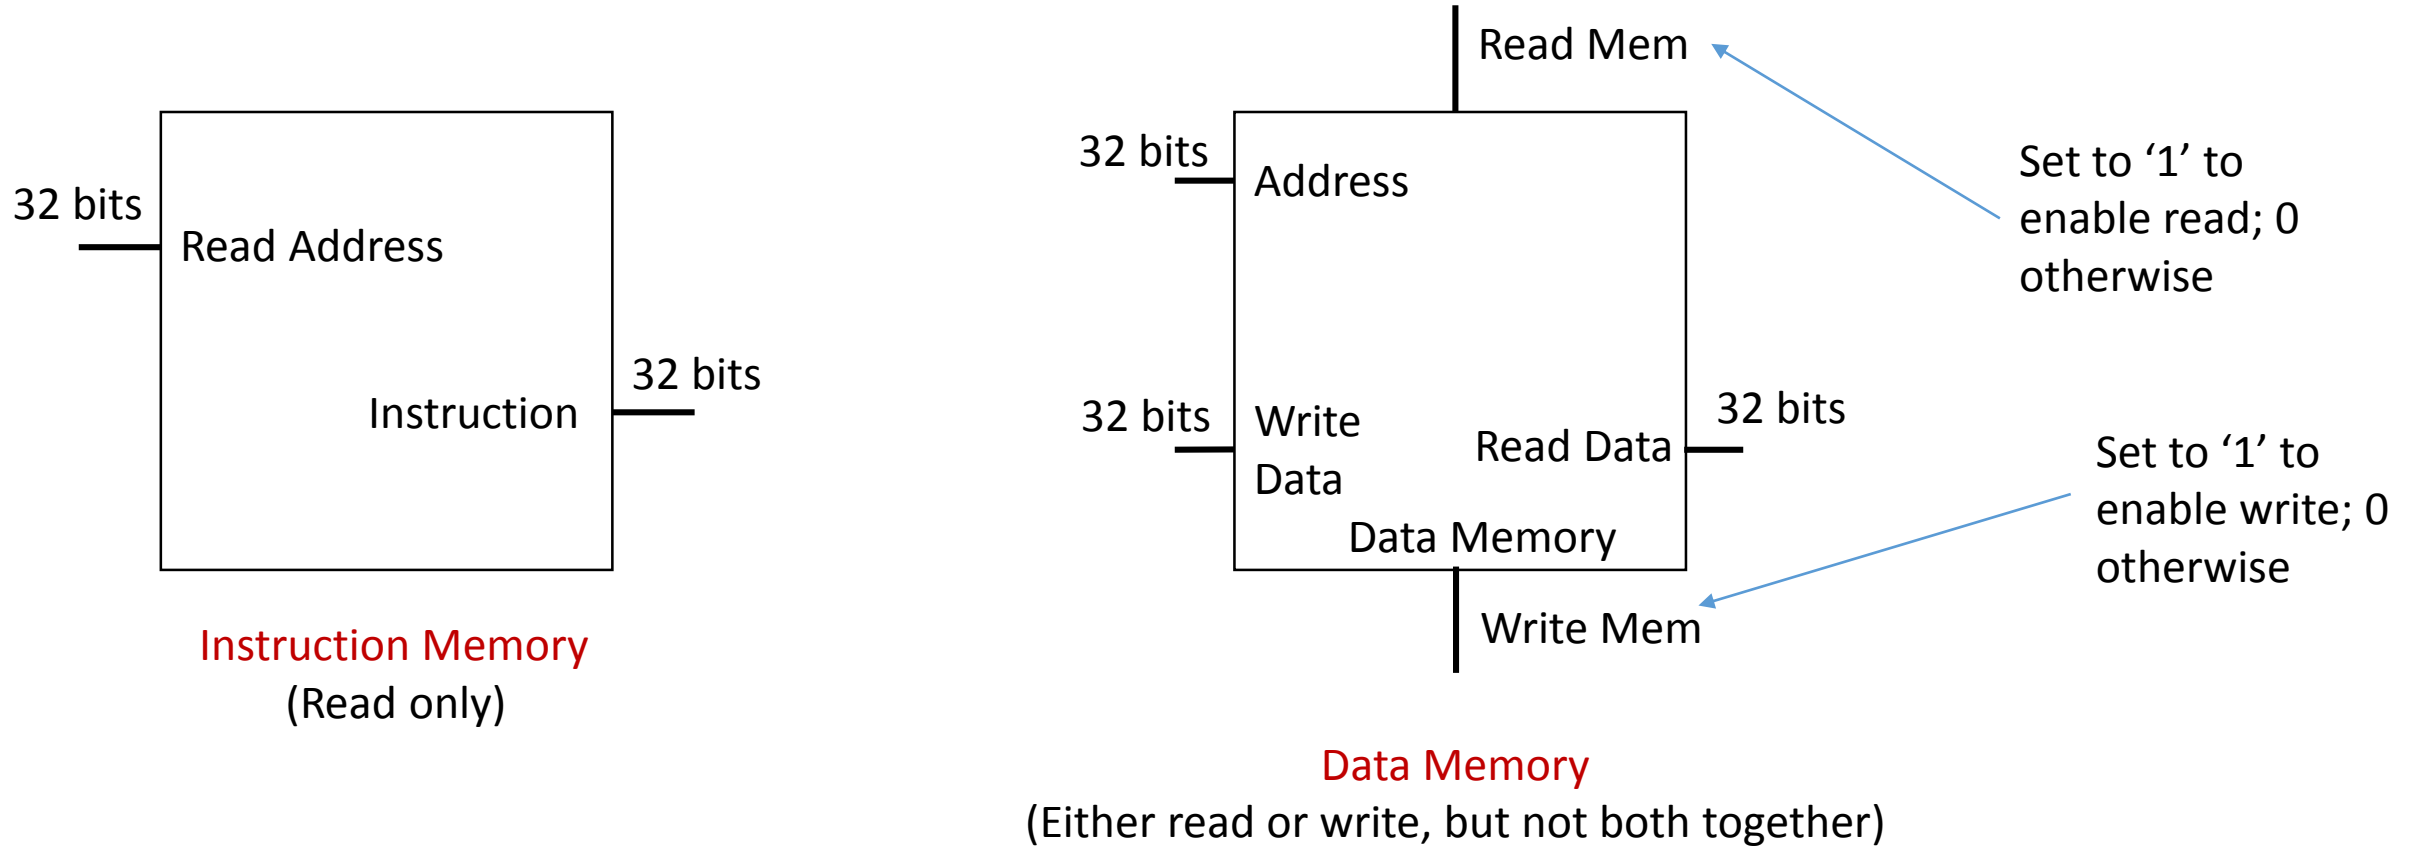 32 bits
Read Address
Instruction
32 bits
Instruction Memory
(Read only)
Read Mem
32 bits
Address
32 bits
Write
Data
Read Data
32 bits
Data Memory
Write Mem
Data Memory
(Either read or write, but not both together)
Set to ‘1’ to
enable read; 0
otherwise
Set to ‘1’ to
enable write; 0
otherwise